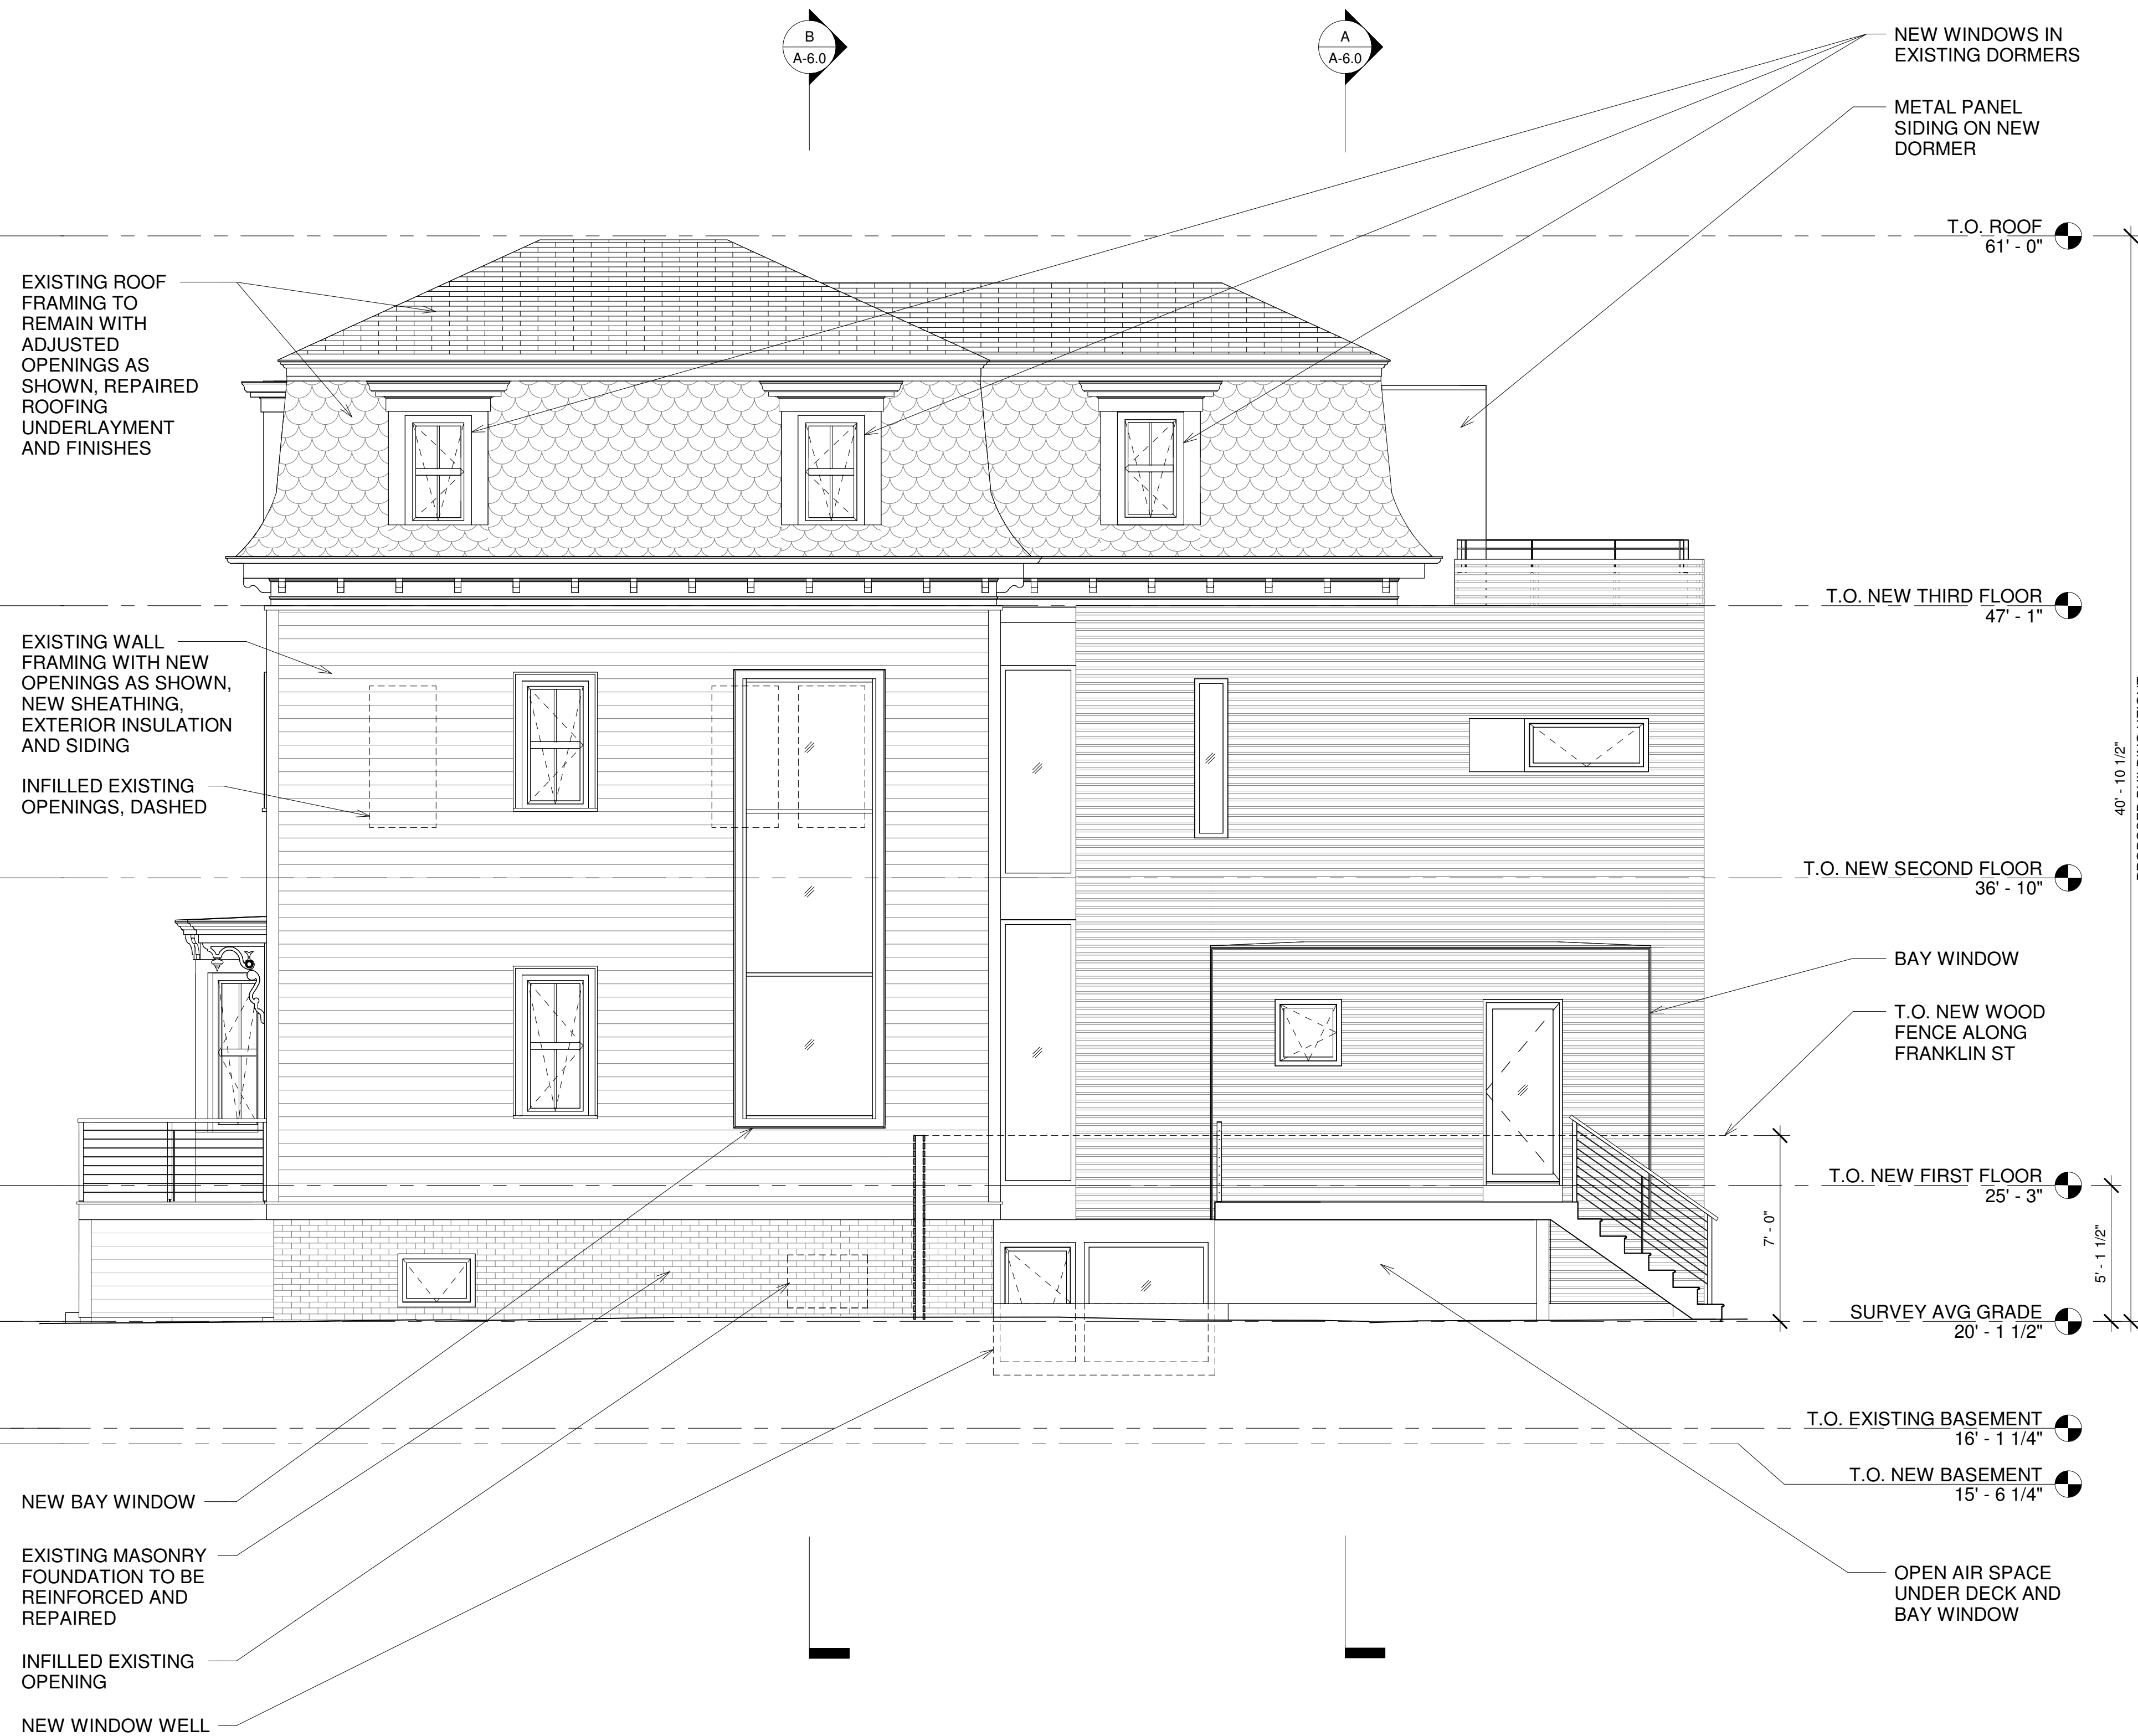 B
A-6.0
A
A-6.0
NEW WINDOWS IN
EXISTING DORMERS
METAL PANEL
SIDING ON NEW
DORMER
T.O. ROOF
61' - 0"
EXISTING ROOF
FRAMING TO
REMAIN WITH
ADJUSTED
OPENINGS AS
SHOWN, REPAIRED
ROOFING
UNDERLAYMENT
AND FINISHES
T.O. NEW THIRD FLOOR
47' - 1"
EXISTING WALL
FRAMING WITH NEW
OPENINGS AS SHOWN,
NEW SHEATHING,
EXTERIOR INSULATION
AND SIDING
INFILLED EXISTING
OPENINGS, DASHED
40' - 10 1/2"
T.O. NEW SECOND FLOOR
36' - 10"
BAY WINDOW
T.O. NEW WOOD
FENCE ALONG
FRANKLIN ST
T.O. NEW FIRST FLOOR
25' - 3"
7' - 0"
5' - 1 1/2"
SURVEY AVG GRADE
20' - 1 1/2"
T.O. EXISTING BASEMENT
16' - 1 1/4"
T.O. NEW BASEMENT
15' - 6 1/4"
NEW BAY WINDOW
EXISTING MASONRY
FOUNDATION TO BE
REINFORCED AND
REPAIRED
INFILLED EXISTING
OPENING
NEW WINDOW WELL
OPEN AIR SPACE
UNDER DECK AND
BAY WINDOW